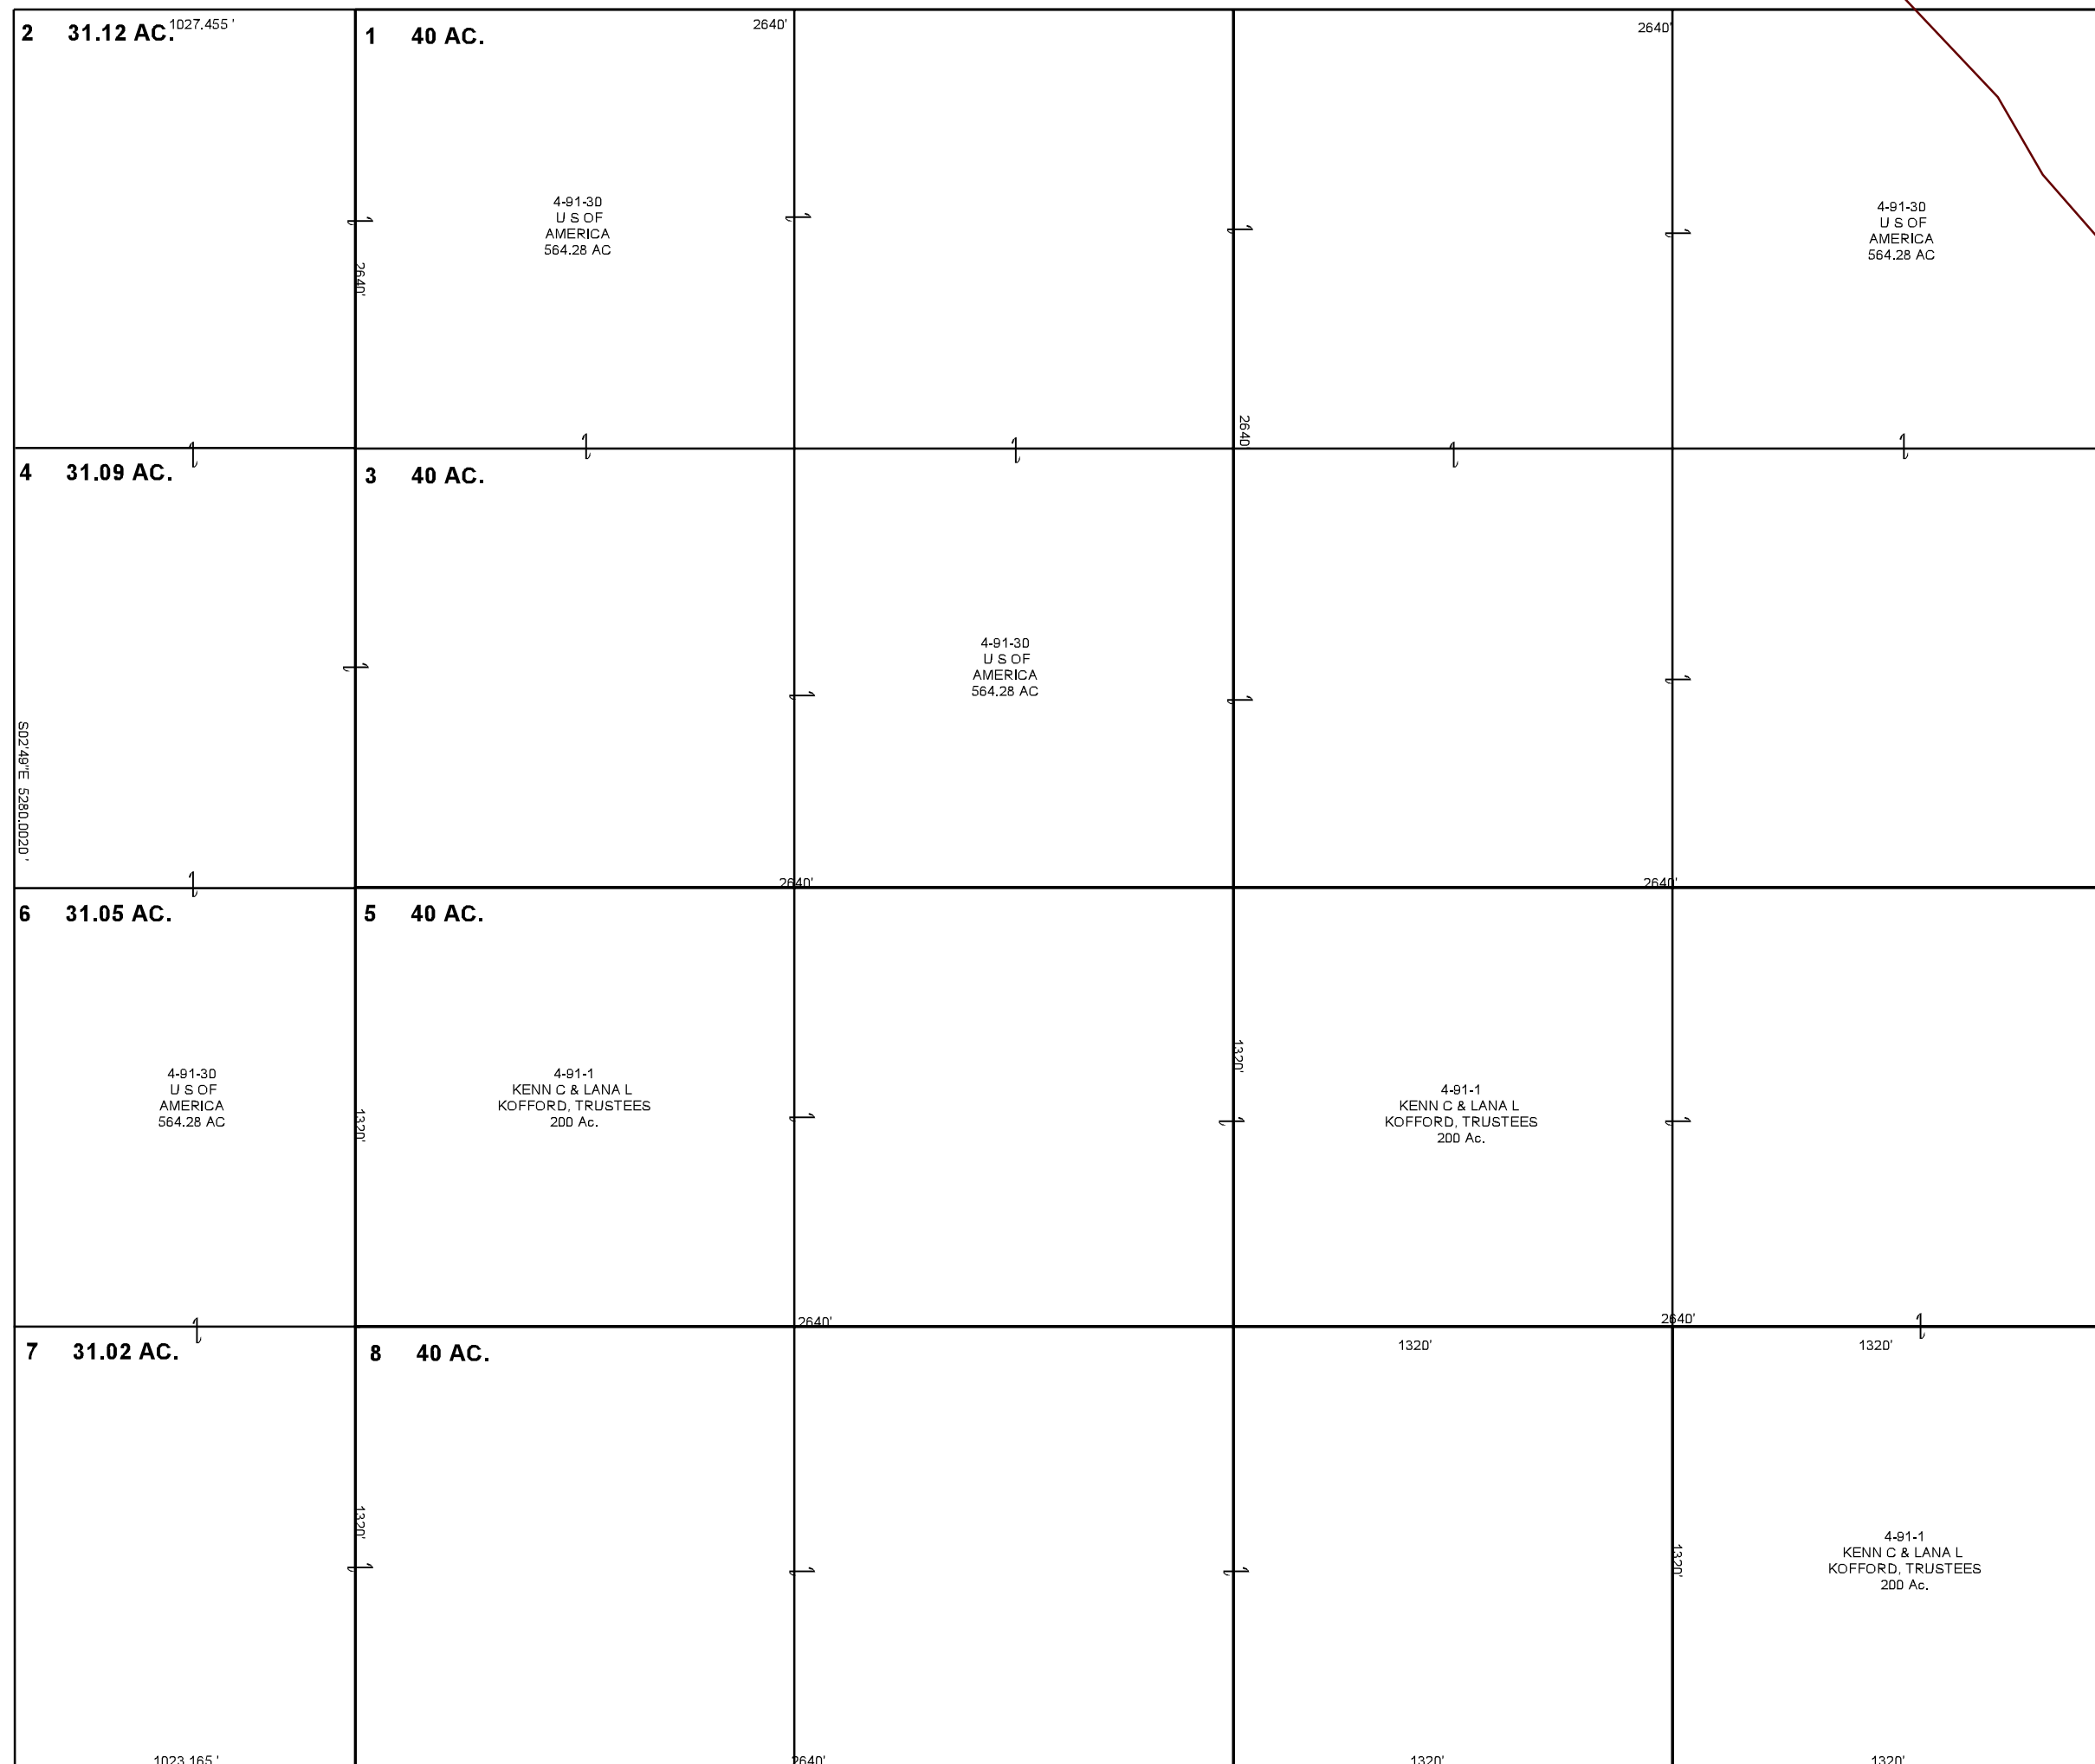 2 31.12 AC. 1027.455 '
1 40 AC.
2640'
2640'
4-91-30
U S OF
AMERICA
564.28 AC
4-91-30
U S OF
AMERICA
564.28 AC
2640'
2640'
4 31.09 AC.
3 40 AC.
4-91-30
U S OF
AMERICA
564.28 AC
S02'49"E 5280.0020 '
2640'
2640'
6 31.05 AC.
5 40 AC.
4-91-30
U S OF
AMERICA
564.28 AC
1320'
4-91-1
KENN C & LANA L
KOFFORD, TRUSTEES
200 Ac.
1320'
4-91-1
KENN C & LANA L
KOFFORD, TRUSTEES
200 Ac.
2640'
2640'
7 31.02 AC.
8 40 AC.
1320'
1320'
1320'
1320'
4-91-1
KENN C & LANA L
KOFFORD, TRUSTEES
200 Ac.
1023.165 '
2640'
1320'
1320'